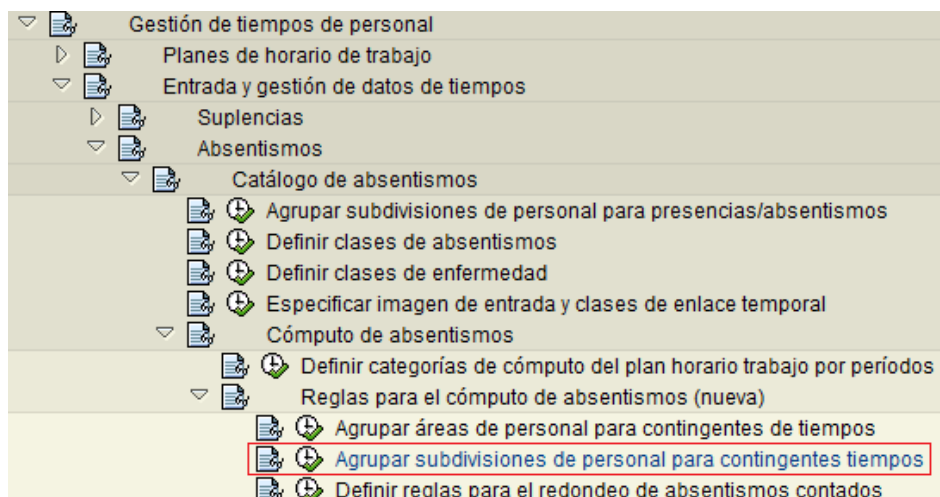 Gestión de tiempos de personal
Planes de horario de trabajo
Entrada y gestión de datos de tiempos
Suplencias
Absentismos
Catálogo de absentismos
Agrupar subdivisiones de personal para presencias/absentismos
Definir clases de absentismos
Definir clases de enfermedad
Especificar imagen de entrada y clases de enlace temporal
Cómputo de absentismos
Definir categorías de cómputo del plan horario trabajo por períodos
Reglas para el cómputo de absentismos (nueva)
Agrupar áreas de personal para contingentes de tiempos
Agrupar subdivisiones de personal para contingentes tiempos
Definir reglas para el redondeo de absentismos contados